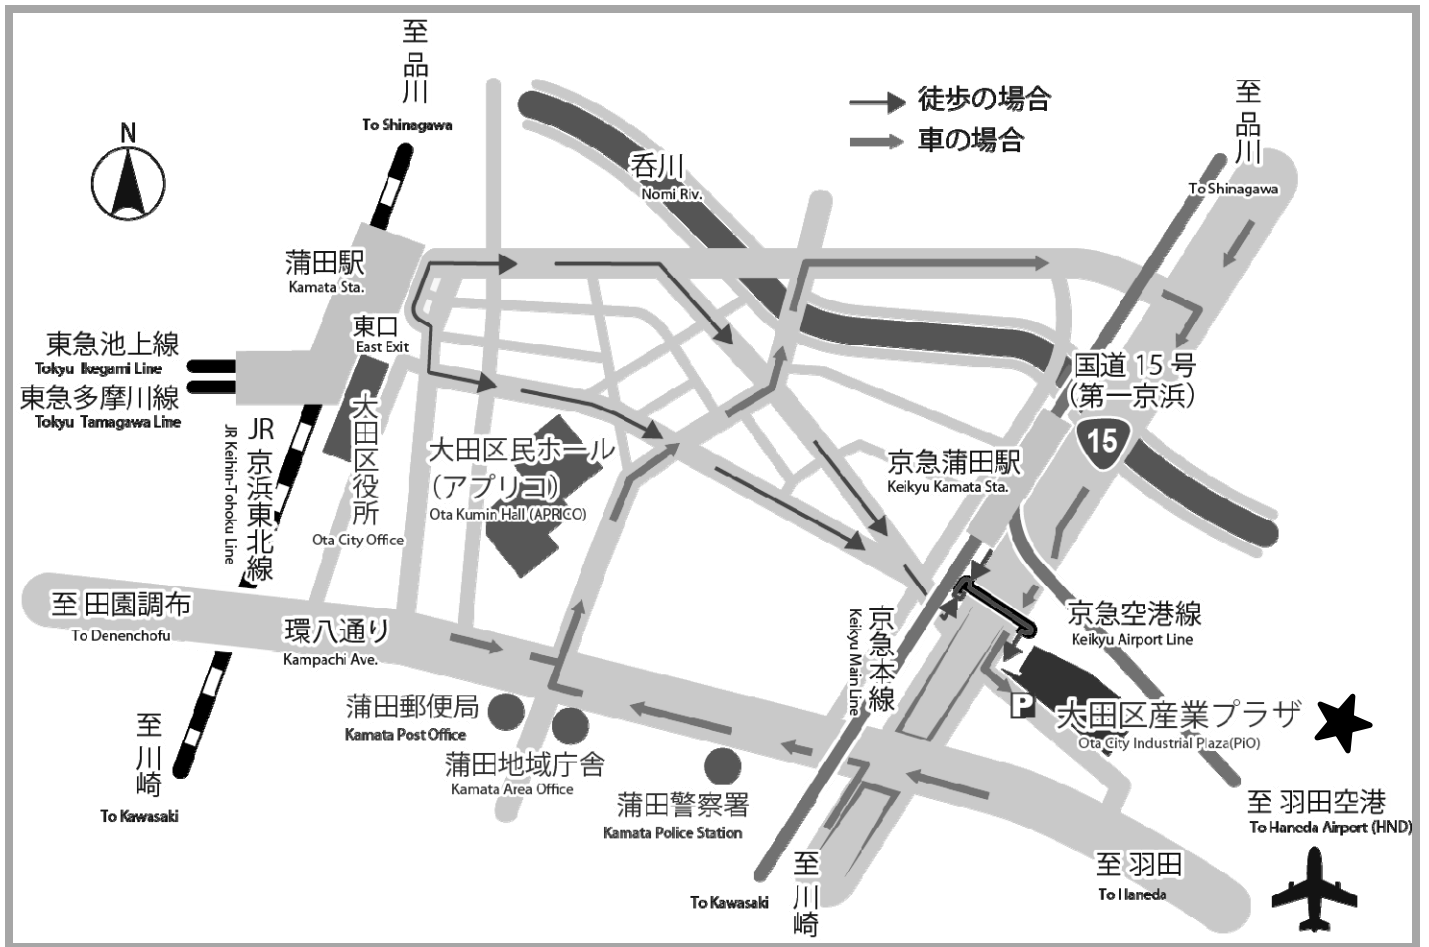 至品川
To Shinagawa
N
徒歩の場合
車の場合
至品川
To Shinagawa
呑川
Nomi Riv.
蒲田駅
Kamata Sta.
東口
East Exit
東急池上線
Tokyu Ikegami Line
東急多摩川線
Tokyu Tamagawa Line
国道 15 号
（第一京浜）
15
JR 京浜東北線
JR Keihin-Tohoku Line
大田区役所
Ota City Office
大田区民ホール
（アプリコ）
Ota Kumin Hall (APRICO)
京急蒲田駅
Keikyu Kamata Sta.
至 田園調布
To Denenchofu
環八通り
Kampachi Ave.
京急本線
Keikyu Main Line
京急空港線
Keikyu Airport Line
P
大田区産業プラザ
Ota City Industrial Plaza(PiO)
至川崎
To Kawasaki
蒲田郵便局
Kamata Post Office
蒲田地域庁舎
Kamata Area Office
蒲田警察署
Kamata Police Station
至 羽田空港
To Haneda Airport (HND)
至川崎
To Kawasaki
至 羽田
To Haneda